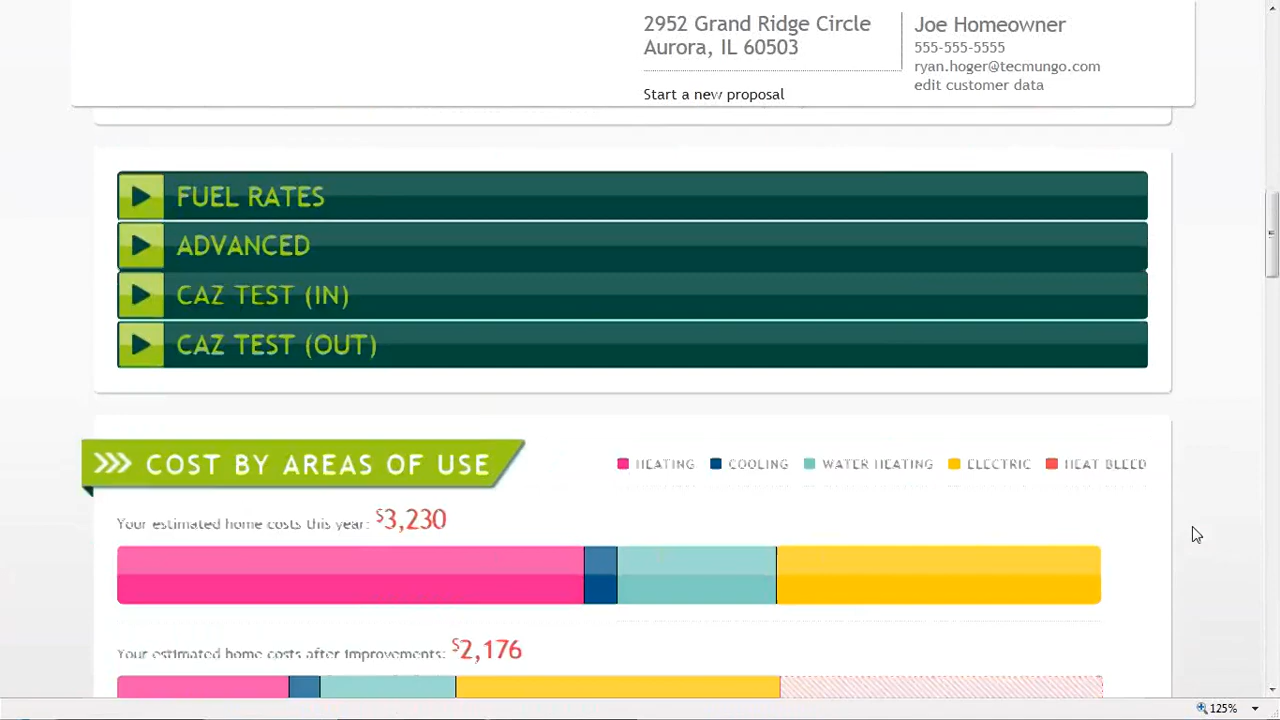 2952 Grand Ridge Circle
Aurora, IL 60503
Start a new proposal
Joe Homeowner
555-555-5555
ryan.hoger@tecmungo.com
edit customer data
FUEL RATES
ADVANCED
CAZ TEST (IN)
CAZ TEST (OUT)
COST BY AREAS OF USE
HEATING COOLING WATER HEATING ELECTRIC HEAT BLEED
Your estimated home costs this year: $3,230
Your estimated home costs after improvements: $2,176
125%